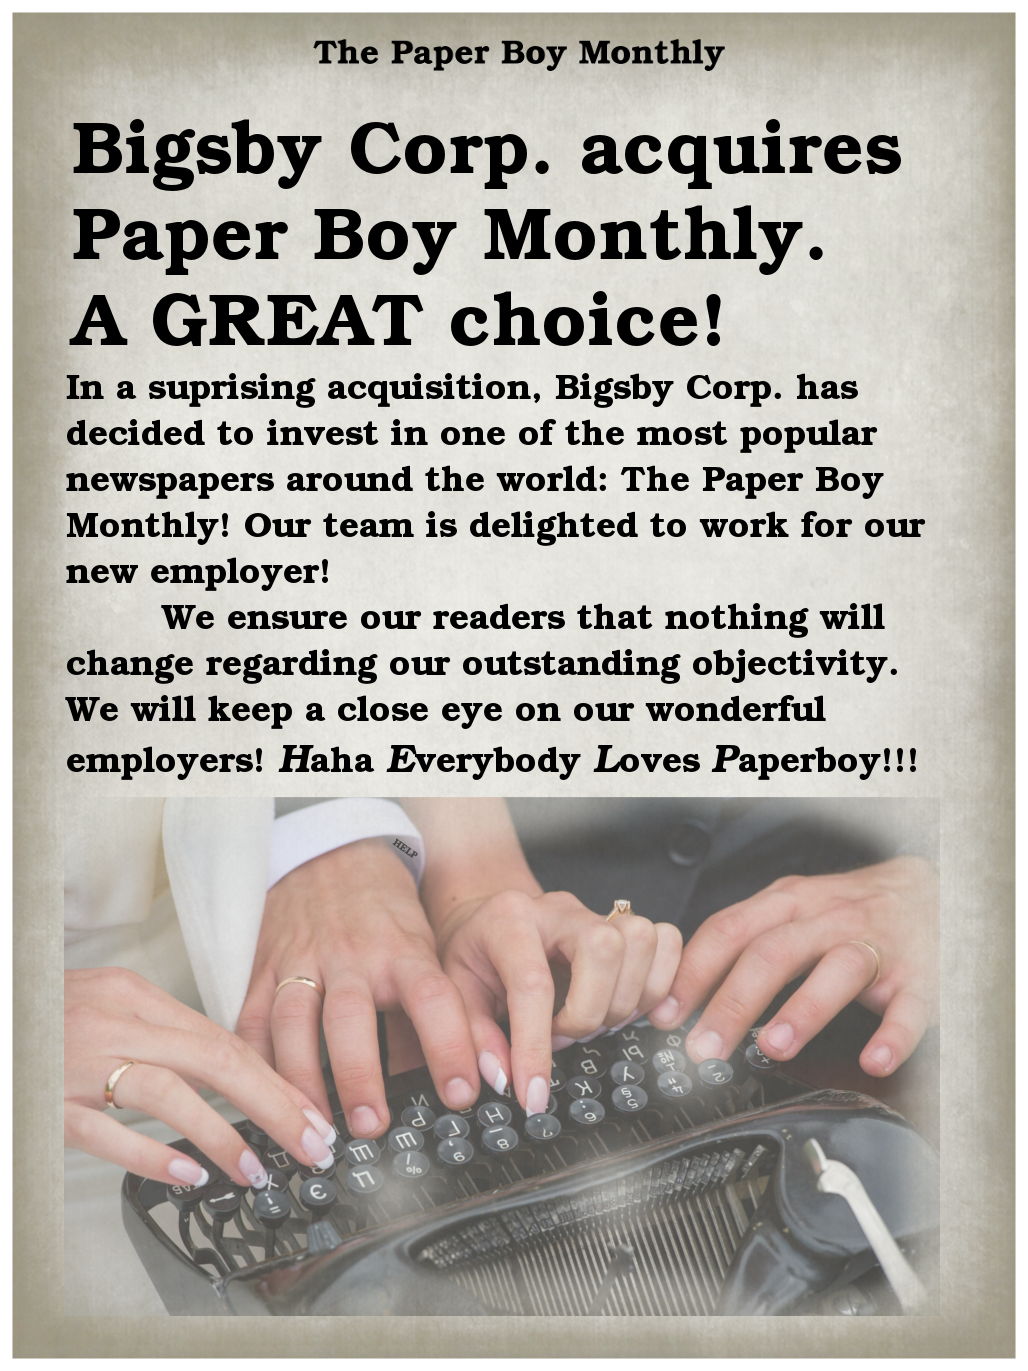 The Paper Boy Monthly
Bigsby Corp. acquires
Paper Boy Monthly.
A GREAT choice!
In a suprising acquisition, Bigsby Corp. has
decided to invest in one of the most popular
newspapers around the world: The Paper Boy
Monthly! Our team is delighted to work for our
new employer!
We ensure our readers that nothing will
change regarding our outstanding objectivity.
We will keep a close eye on our wonderful
employers! Haha Everybody Loves Paperboy!!!
HELP